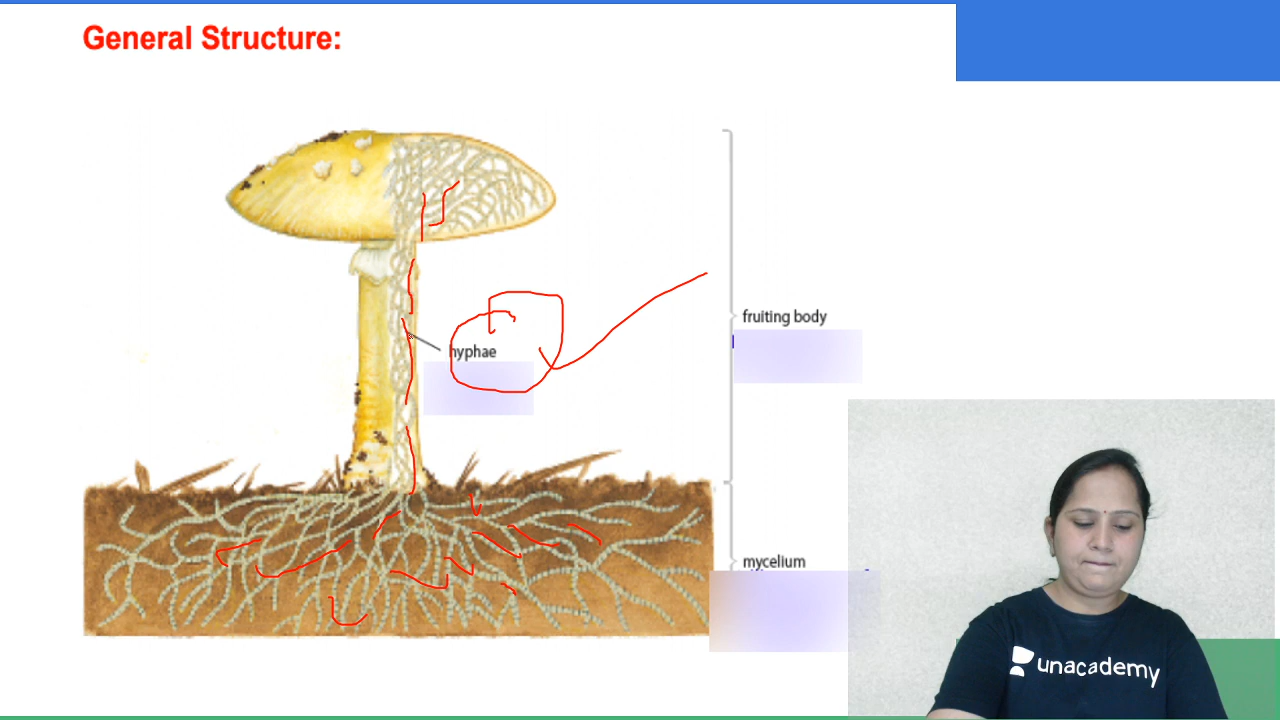 General Structure:
fruiting body
hyphae
mycelium
unacademy